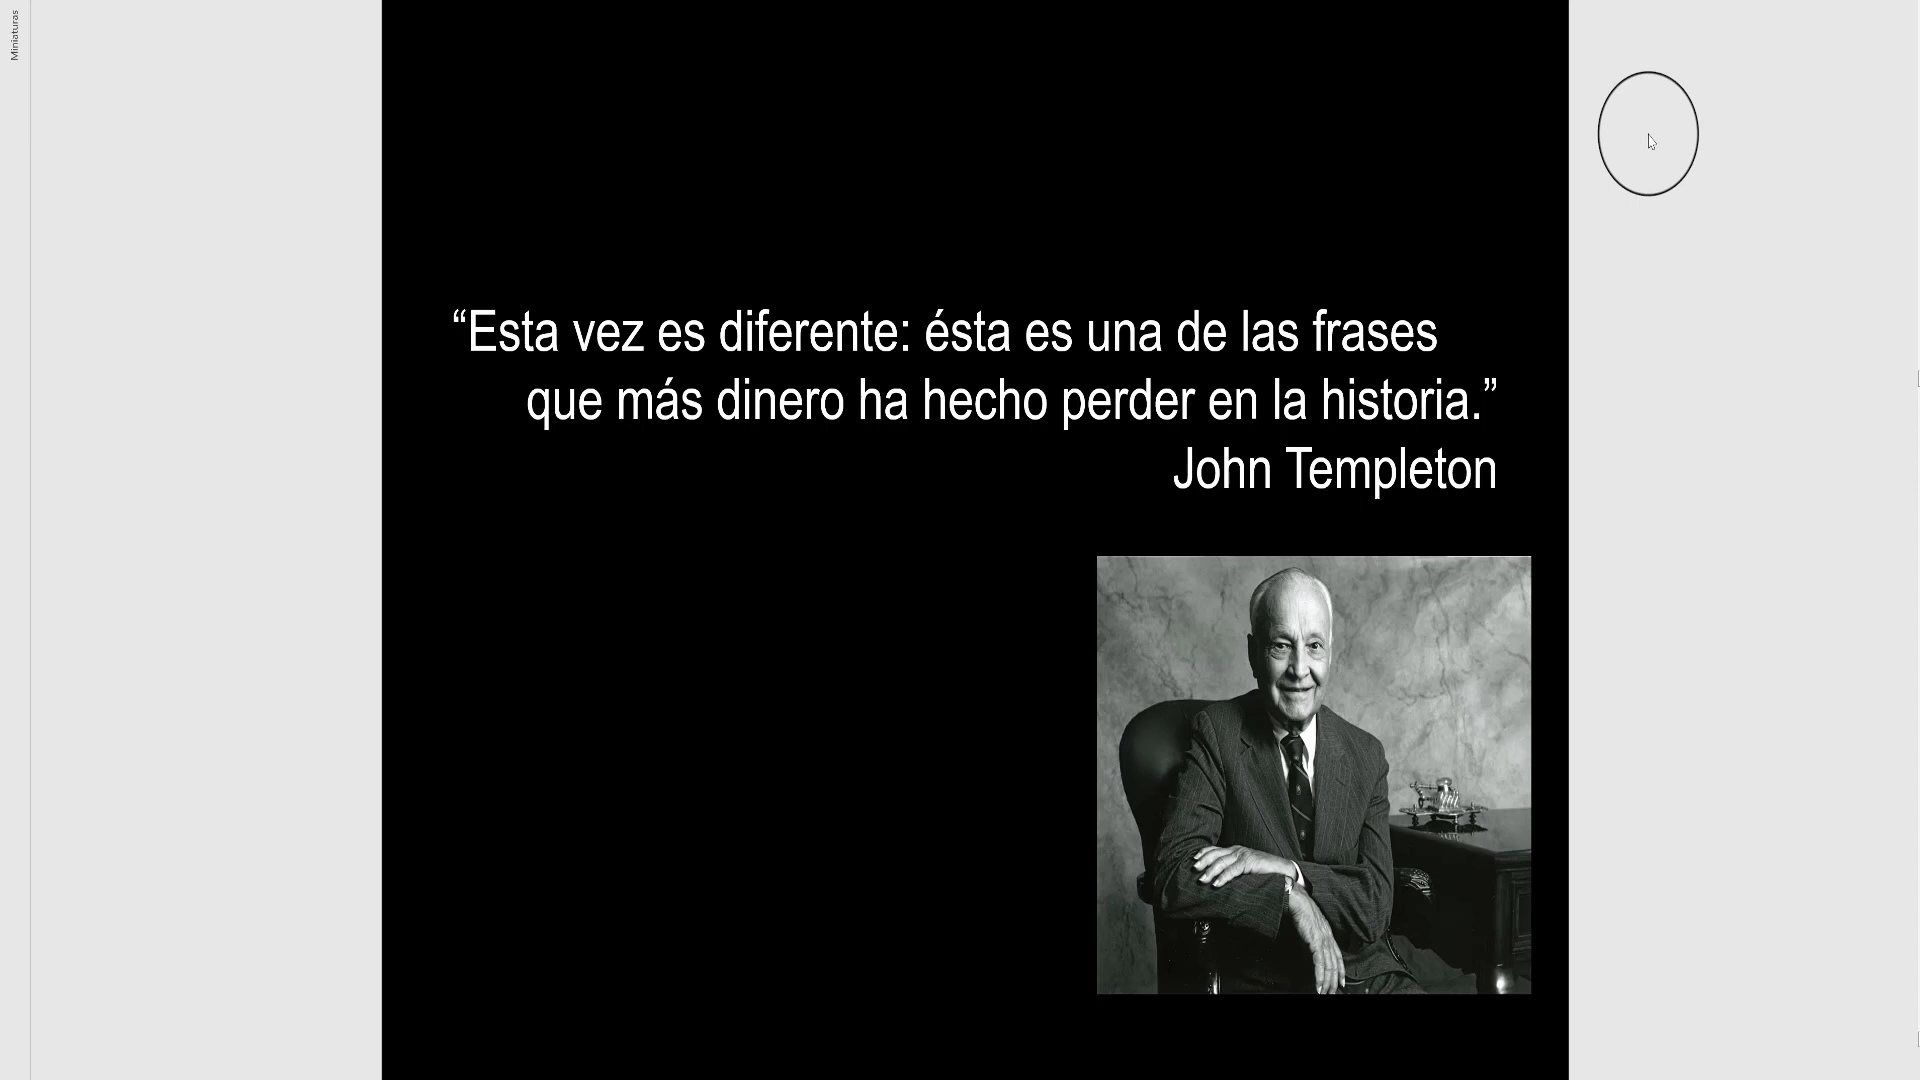 Miniaturas
“Esta vez es diferente: ésta es una de las frases
que más dinero ha hecho perder en la historia.”
John Templeton